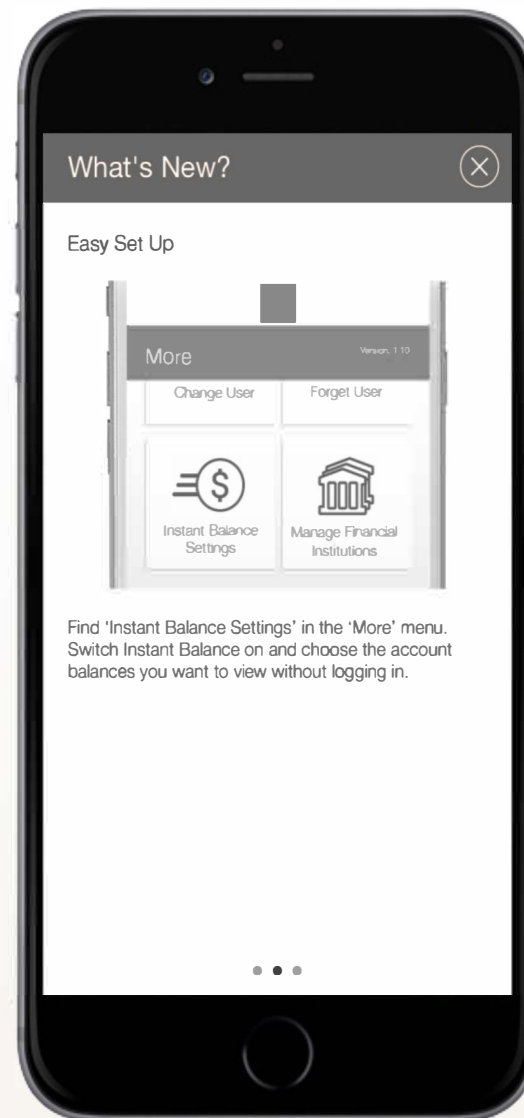 What's New?
Easy Set Up
More
Version. 1 10
Change User
Forget User
$
Instant Balance
Settings
Manage Financial
Institutions
Find 'Instant Balance Settings' in the 'More' menu.
Switch Instant Balance on and choose the account
balances you want to view without logging in.